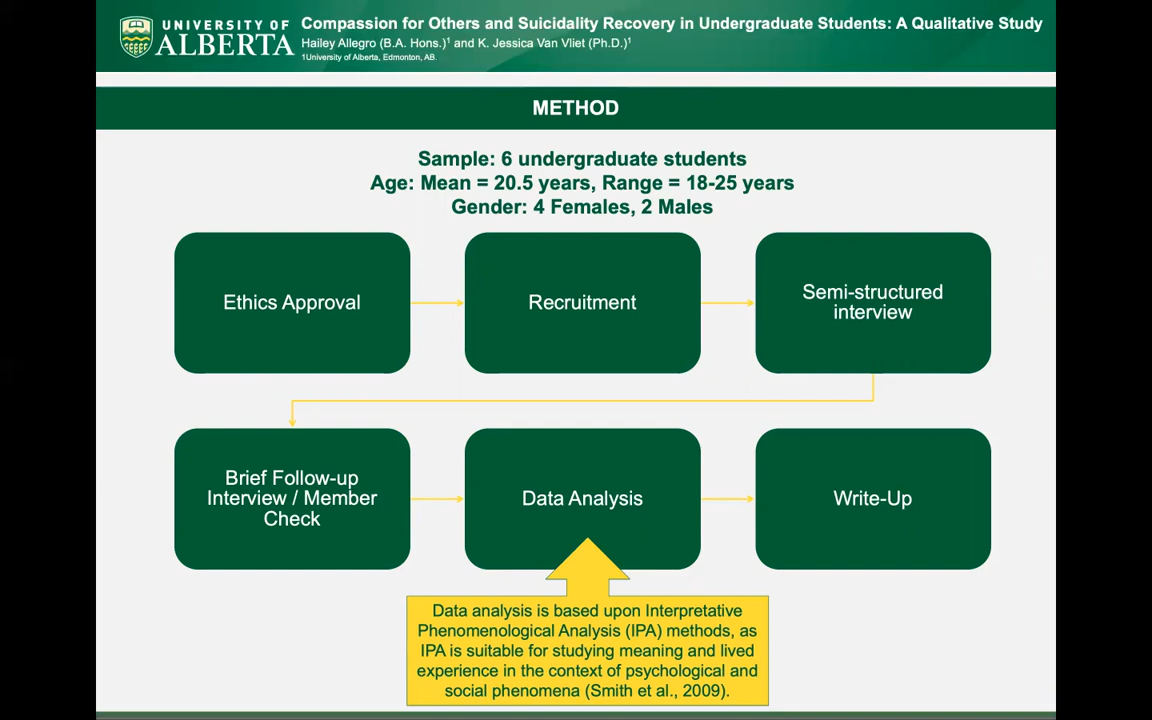 UNIVERSITY OF
ALBERTA
Compassion for Others and Suicidality Recovery in Undergraduate Students: A Qualitative Study
Hailey Allegro (B.A. Hons.)¹ and K. Jessica Van Vliet (Ph.D.)¹
1University of Alberta, Edmonton, AB.
METHOD
Sample: 6 undergraduate students
Age: Mean = 20.5 years, Range = 18-25 years
Gender: 4 Females, 2 Males
Ethics Approval
Recruitment
Semi-structured
interview
Brief Follow-up
Interview / Member
Check
Data Analysis
Write-Up
Data analysis is based upon Interpretative
Phenomenological Analysis (IPA) methods, as
IPA is suitable for studying meaning and lived
experience in the context of psychological and
social phenomena (Smith et al., 2009).